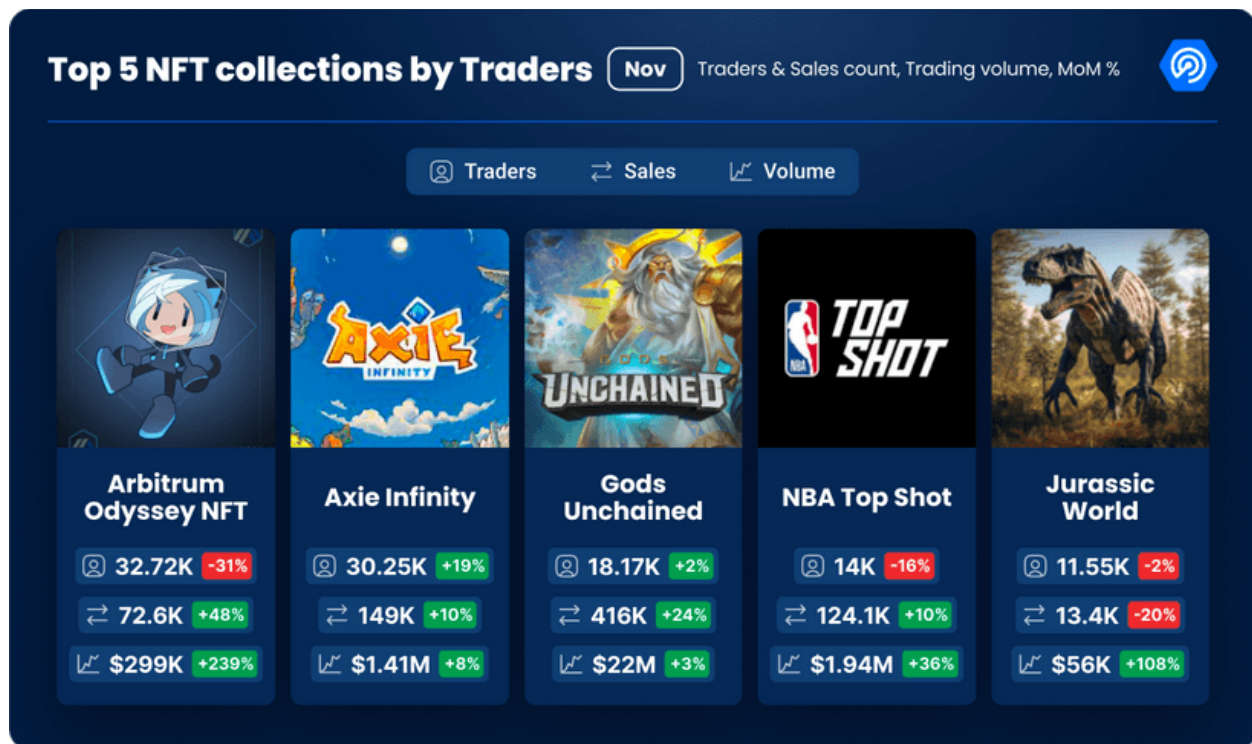 Top 5 NFT collections by Traders Nov Traders & Sales count, Trading volume, MoM %
Traders Sales Volume
AXIE
INFINITY
GODS
UNCHAINED
NBA
TOP
SHOT
Arbitrum
Odyssey NFT
Axie Infinity
Gods
Unchained
NBA Top Shot
Jurassic
World
32.72K -31%
72.6K +48%
$299K +239%
30.25K +19%
149K +10%
$1.41M +8%
18.17K +2%
416K +24%
$22M +3%
14K -16%
124.1K +10%
$1.94M +36%
11.55K -2%
13.4K -20%
$56K +108%